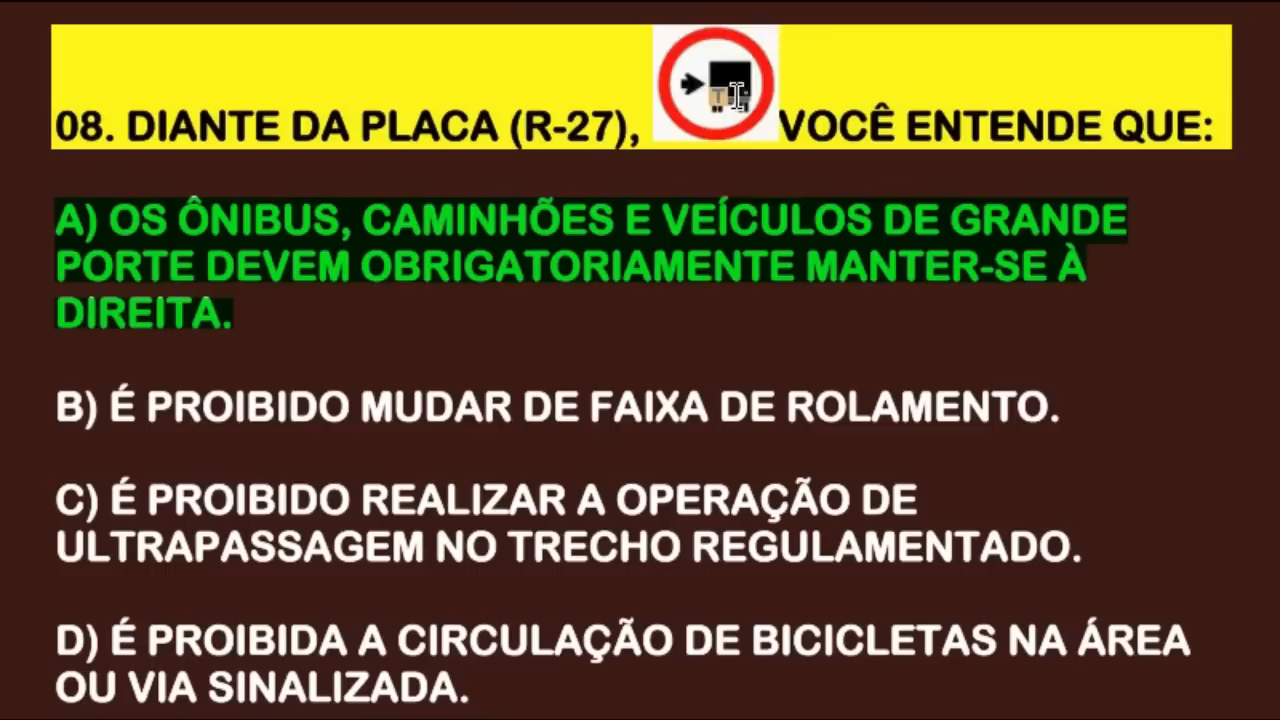 08. DIANTE DA PLACA (R-27), VOCÊ ENTENDE QUE:
A) OS ÔNIBUS, CAMINHÕES E VEÍCULOS DE GRANDE
PORTE DEVEM OBRIGATORIAMENTE MANTER-SE À
DIREITA.
B) É PROIBIDO MUDAR DE FAIXA DE ROLAMENTO.
C) É PROIBIDO REALIZAR A OPERAÇÃO DE
ULTRAPASSAGEM NO TRECHO REGULAMENTADO.
D) É PROIBIDA A CIRCULAÇÃO DE BICICLETAS NA ÁREA
OU VIA SINALIZADA.